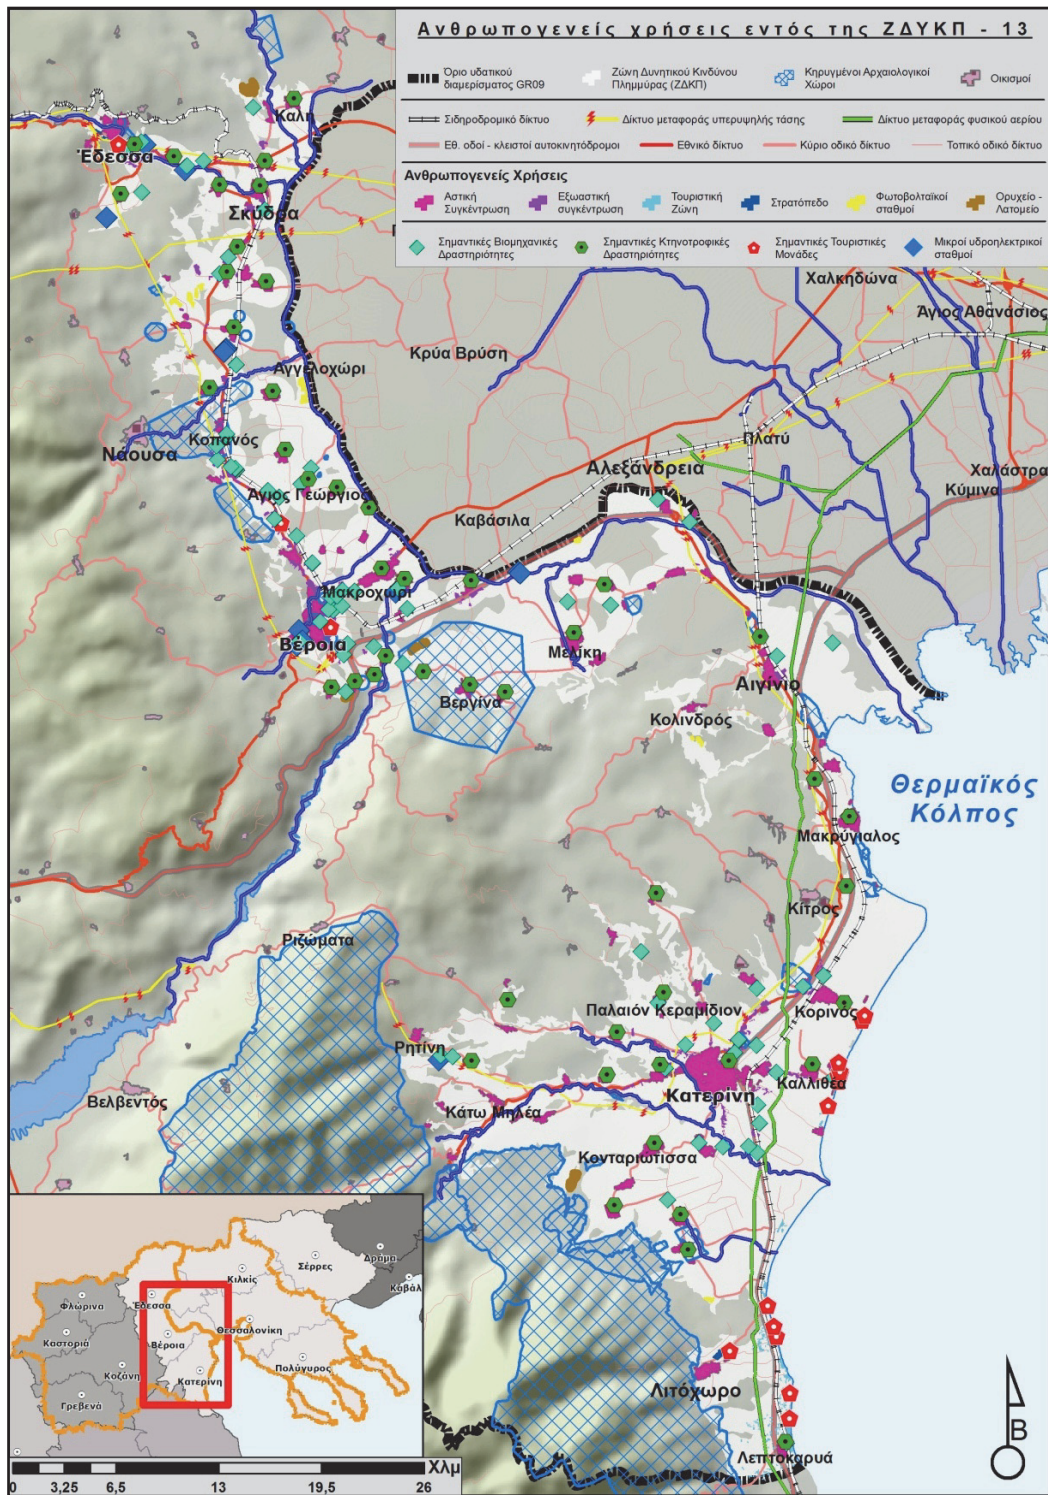 Ανθρωπογενείς χρήσεις εντός της ΖΔΥΚΠ - 13
Όριο υδατικού
διαμερίσματος GR09
Ζώνη Δυνητικού Κινδύνου
Πλημμύρας (ΖΔΚΠ)
Κηρυγμένοι Αρχαιολογικοί
Χώροι
Οικισμοί
Σιδηροδρομικό δίκτυο
Δίκτυο μεταφοράς υπερυψηλής τάσης
Δίκτυο μεταφοράς φυσικού αερίου
Εθ. οδοί - κλειστοί αυτοκινητόδρομοι
Εθνικό δίκτυο
Κύριο οδικό δίκτυο
Τοπικό οδικό δίκτυο
Ανθρωπογενείς Χρήσεις
Αστική
Συγκέντρωση
Εξωαστική
συγκέντρωση
Τουριστική
Ζώνη
Στρατόπεδο
Φωτοβολταϊκοί
σταθμοί
Ορυχείο -
Λατομείο
Σημαντικές Βιομηχανικές
Δραστηριότητες
Σημαντικές Κτηνοτροφικές
Δραστηριότητες
Σημαντικές Τουριστικές
Μονάδες
Μικροί υδροηλεκτρικοί
σταθμοί
Καλή
Έδεσσα
Σκύδρα
Χαλκηδώνα
Άγιος Αθανάσιος
Κρύα Βρύση
Αγγελοχώρι
Κοπανός
Νάουσα
Πλατύ
Αλεξάνδρεια
Χαλάστρα
Κύμινα
Άγιος Γεώργιος
Καβάσιλα
Μακροχώρι
Βέροια
Μελίκη
Βεργίνα
Αιγίνιο
Κολινδρός
Θερμαϊκός
Κόλπος
Μακρύγιαλος
Κίτρος
Ριζώματα
Παλαιόν Κεραμίδιον
Κορινός
Ρητίνη
Καλλιθέα
Κατερίνη
Βελβεντός
Κάτω Μηλέα
Κονταριώτισσα
Λιτόχωρο
Λεπτοκαρυά
Δράμα
Σέρρες
Κιλκίς
Καβάλ
Φλώρινα
Έδεσσα
Θεσσαλονίκη
Καστοριά
Βέροια
Κοζάνη
Πολύγυρος
Κατερίνη
Γρεβενά
Β
Χλμ
0 3,25 6,5 13 19,5 26